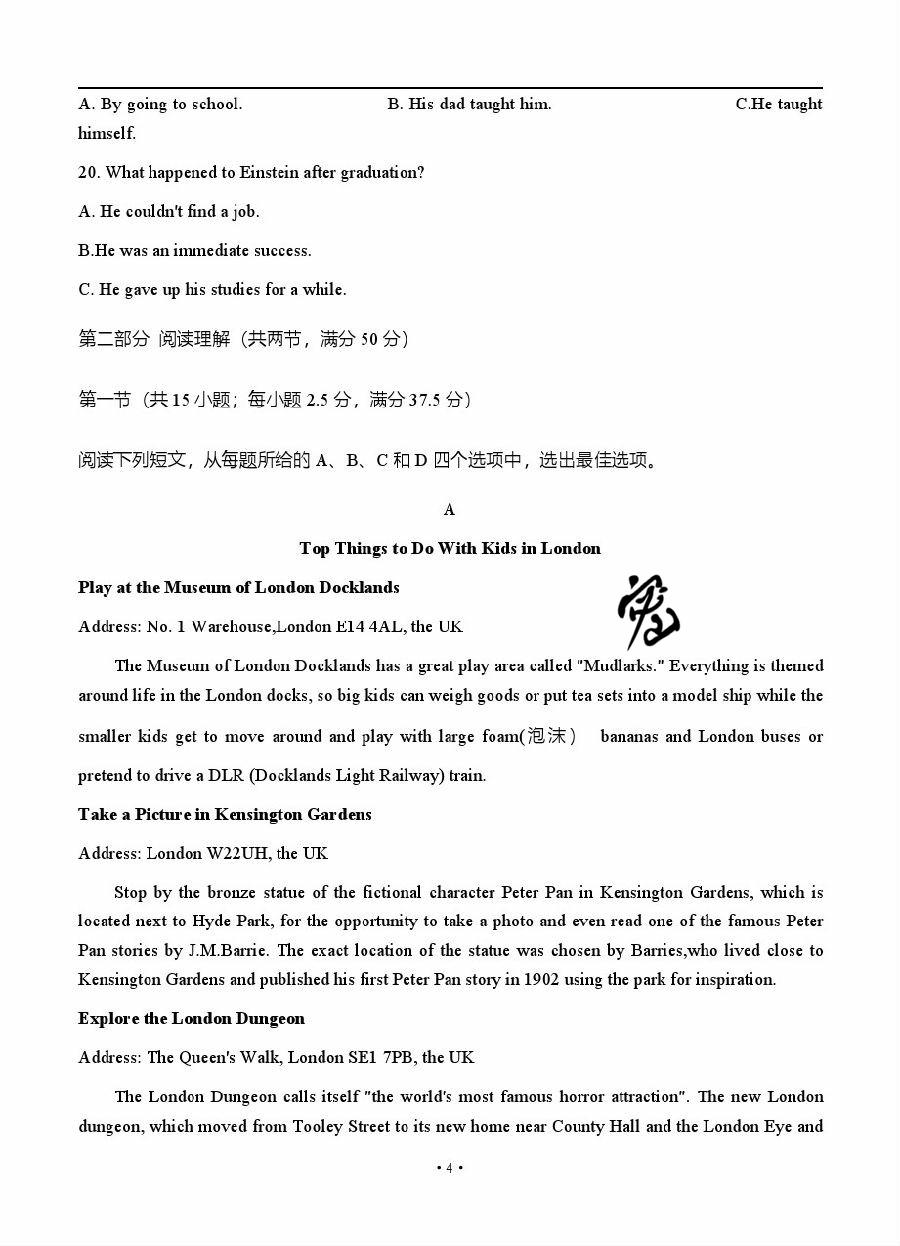 A. By going to school. B. His dad taught him. C.He taught
himself.
20. What happened to Einstein after graduation?
A. He couldn't find a job.
B.He was an immediate success.
C. He gave up his studies for a while.
第二部分 阅读理解（共两节，满分 50 分）
第一节（共 15 小题；每小题 2.5 分，满分 37.5 分）
阅读下列短文，从每题所给的 A、B、C 和 D 四个选项中，选出最佳选项。
A
Top Things to Do With Kids in London
Play at the Museum of London Docklands
Address: No. 1 Warehouse,London E14 4AL, the UK
The Museum of London Docklands has a great play area called "Mudlarks." Everything is themed
around life in the London docks, so big kids can weigh goods or put tea sets into a model ship while the
smaller kids get to move around and play with large foam(泡沫） bananas and London buses or
pretend to drive a DLR (Docklands Light Railway) train.
Take a Picture in Kensington Gardens
Address: London W22UH, the UK
Stop by the bronze statue of the fictional character Peter Pan in Kensington Gardens, which is
located next to Hyde Park, for the opportunity to take a photo and even read one of the famous Peter
Pan stories by J.M.Barrie. The exact location of the statue was chosen by Barries,who lived close to
Kensington Gardens and published his first Peter Pan story in 1902 using the park for inspiration.
Explore the London Dungeon
Address: The Queen's Walk, London SE1 7PB, the UK
The London Dungeon calls itself "the world's most famous horror attraction". The new London
dungeon, which moved from Tooley Street to its new home near County Hall and the London Eye and
• 4 •